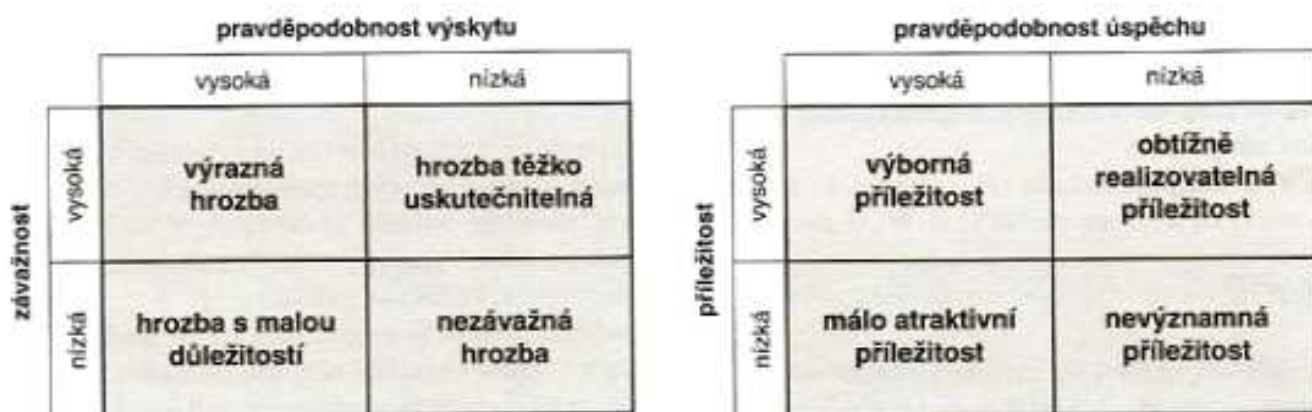 pravděpodobnost výskytu
vysoká
nízká
závažnost
vysoká
výrazná
hrozba
hrozba těžko
uskutečnitelná
nízká
hrozba s malou
důležitostí
nezávažná
hrozba
pravděpodobnost úspěchu
vysoká
nízká
příležitost
vysoká
výborná
příležitost
obtížně
realizovatelná
příležitost
nízká
málo atraktivní
příležitost
nevýznamná
příležitost